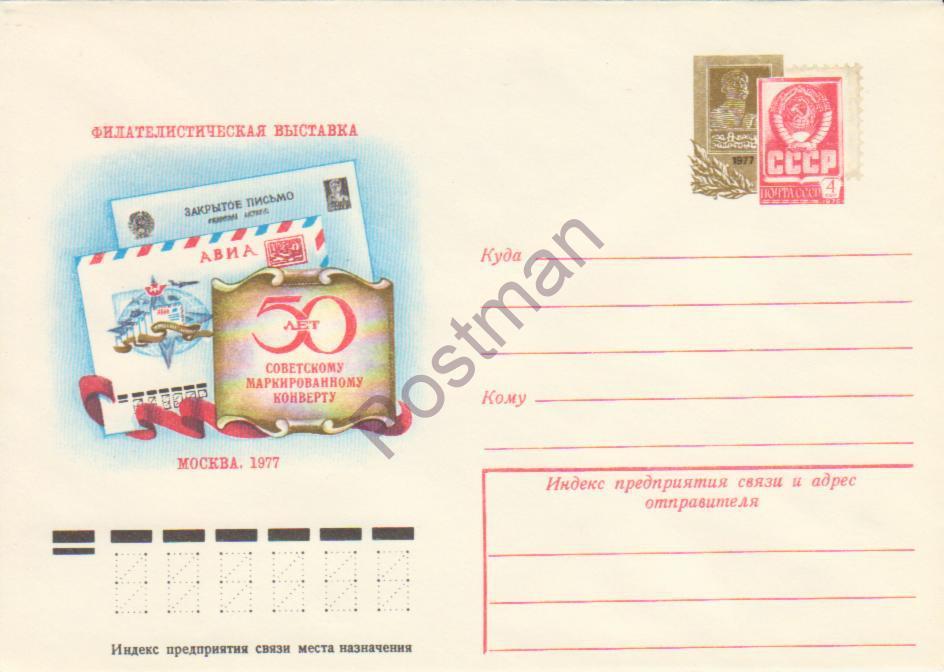 ФИЛАТЕЛИСТИЧЕСКАЯ ВЫСТАВКА
ЗАКРЫТОЕ ПИСЬМО
АВИА
50
ЛЕТ
СОВЕТСКОМУ
МАРКИРОВАННОМУ
КОНВЕРТУ
МОСКВА, 1977
1977
СССР
ПОЧТА СССР
4
1976
Куда
Кому
Индекс предприятия связи и адрес
отправителя
Индекс предприятия связи места назначения
Postman